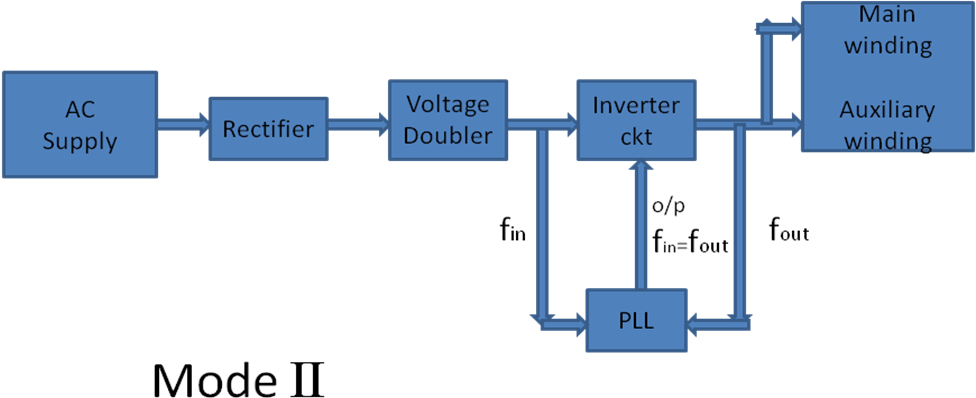 AC
Supply
Rectifier
Voltage
Doubler
Inverter
ckt
Main
winding
Auxiliary
winding
fin
o/p
fin=fout
fout
PLL
Mode II